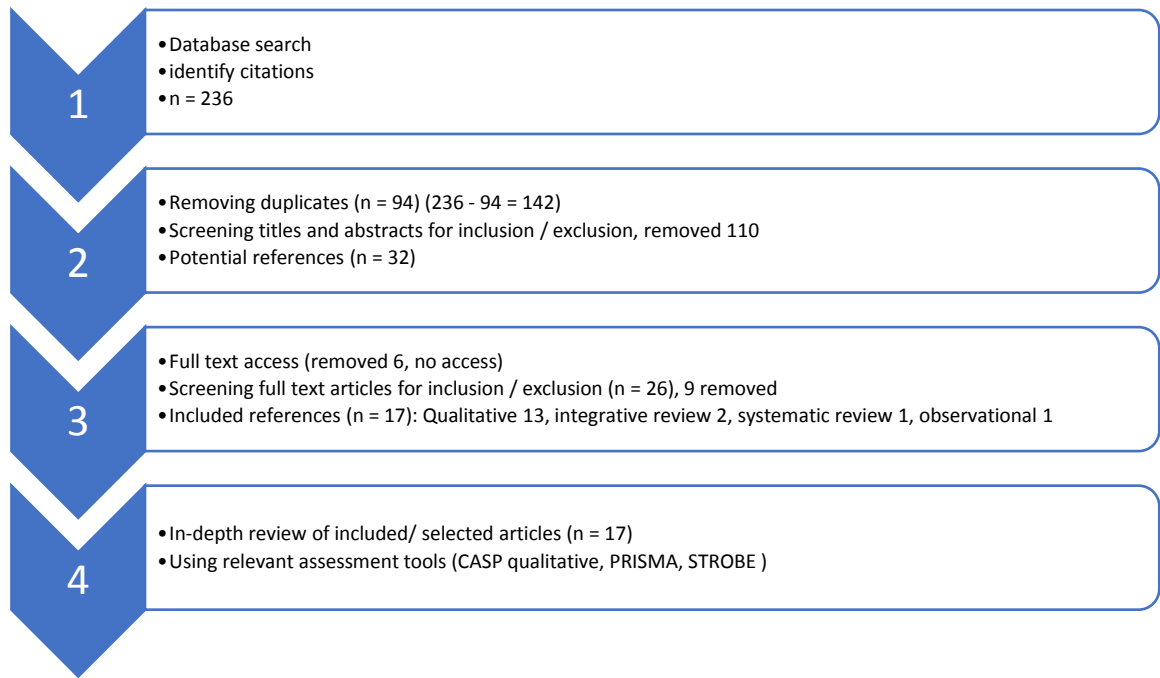 1
•Database search
•identify citations
•n = 236
2
•Removing duplicates (n = 94) (236 - 94 = 142)
•Screening titles and abstracts for inclusion / exclusion, removed 110
•Potential references (n = 32)
3
•Full text access (removed 6, no access)
•Screening full text articles for inclusion / exclusion (n = 26), 9 removed
•Included references (n = 17): Qualitative 13, integrative review 2, systematic review 1, observational 1
4
•In-depth review of included/ selected articles (n = 17)
•Using relevant assessment tools (CASP qualitative, PRISMA, STROBE )